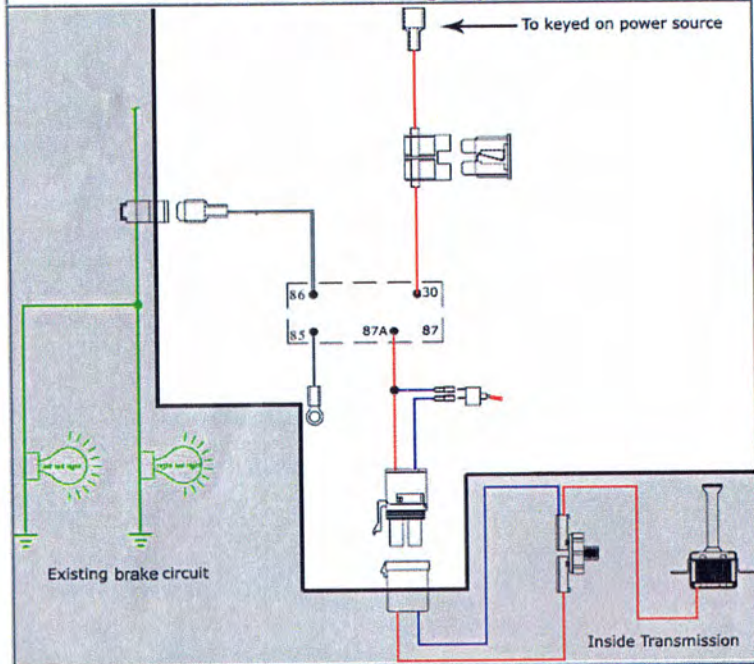 To keyed on power source
86
30
85
87A
87
Existing brake circuit
Inside Transmission